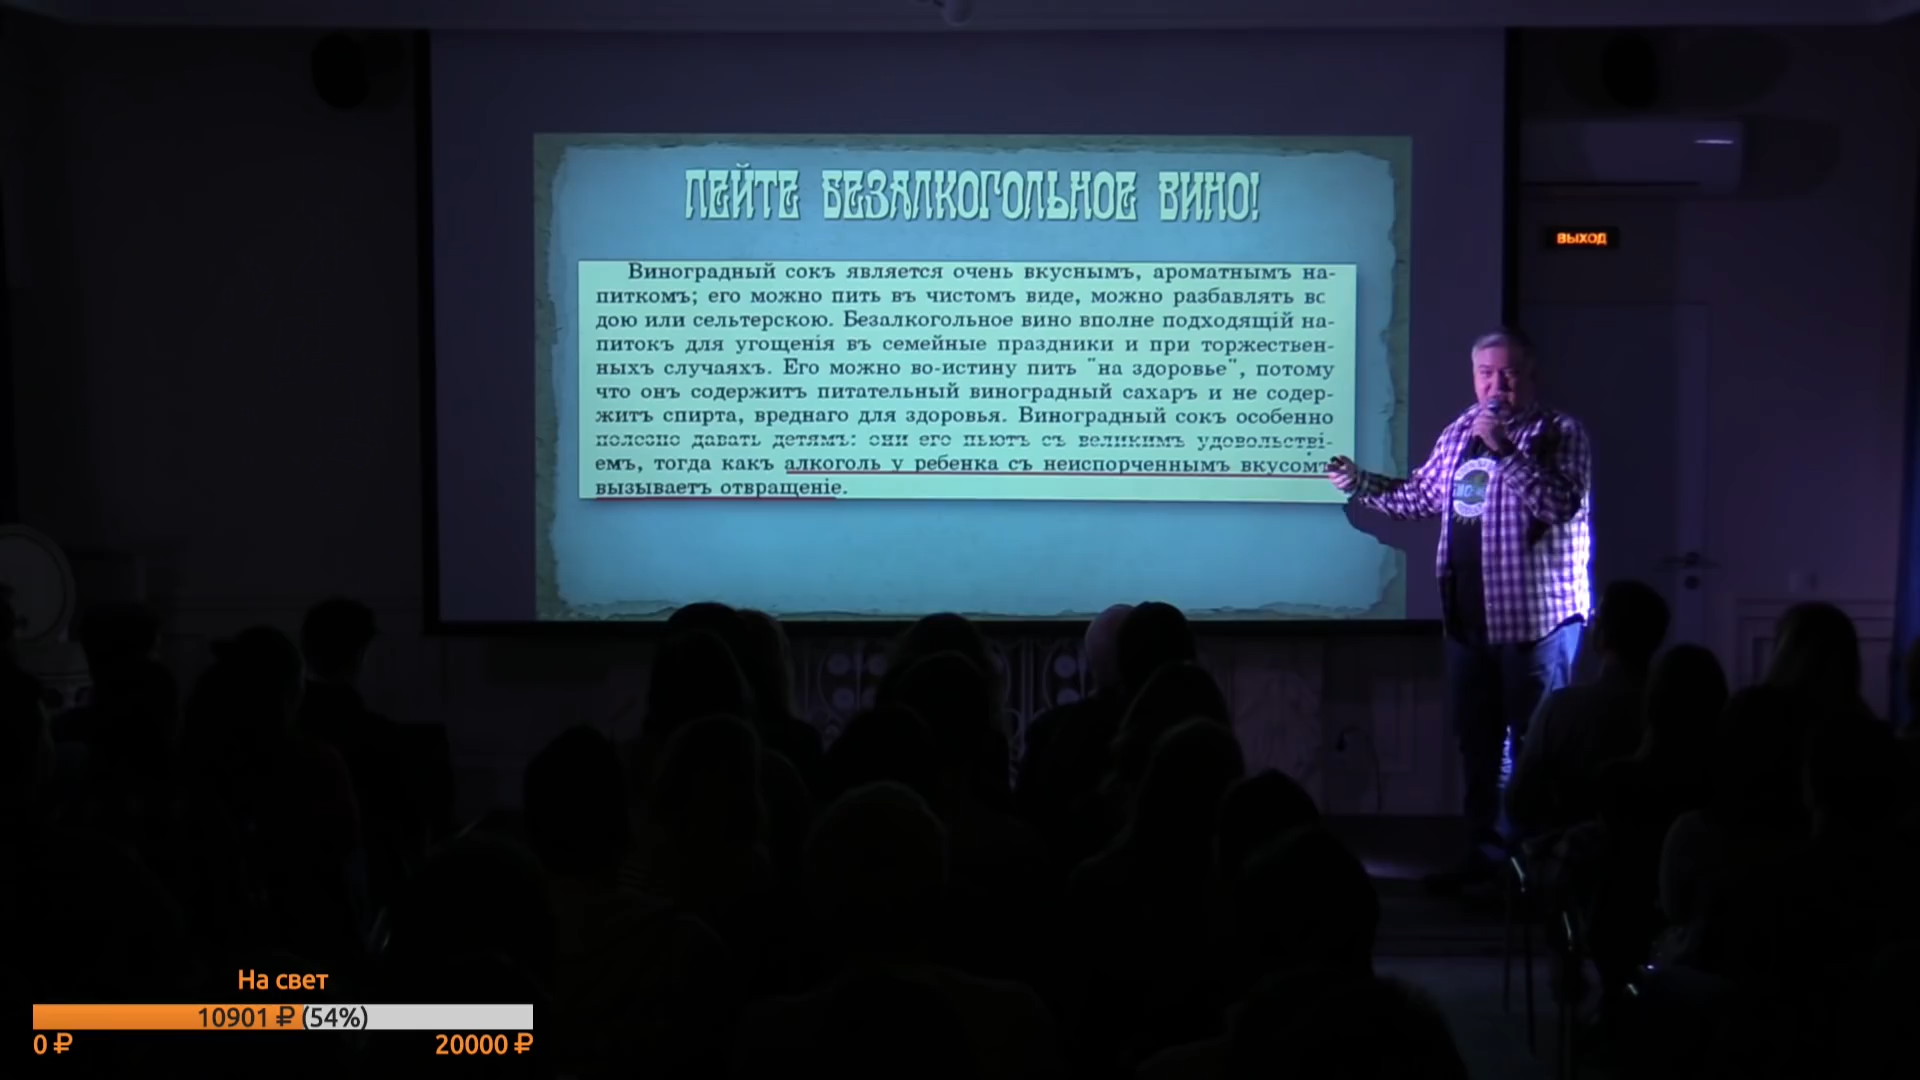 ПЕЙТЕ БЕЗАЛКОГОЛЬНОЕ ВИНО!
Виноградный сокъ является очень вкуснымъ, ароматнымъ на-
питкомъ; его можно пить въ чистомъ виде, можно разбавлять вс
дою или сельтерскою. Безалкогольное вино вполне подходящій на-
питокъ для угощенія въ семейные праздники и при торжествен-
ныхъ случаяхъ. Его можно во-истину пить "на здоровье", потому
что онъ содержитъ питательный виноградный сахаръ и не содер-
житъ спирта, вреднаго для здоровья. Виноградный сокъ особенно
полезно давать детямъ: они его пьютъ съ великимъ удовольстві-
емъ, тогда какъ алкоголь у ребенка съ неиспорченнымъ вкусомъ
вызываетъ отвращеніе.
ВЫХОД
На свет
10901 ₽ (54%)
0 ₽ 20000 ₽